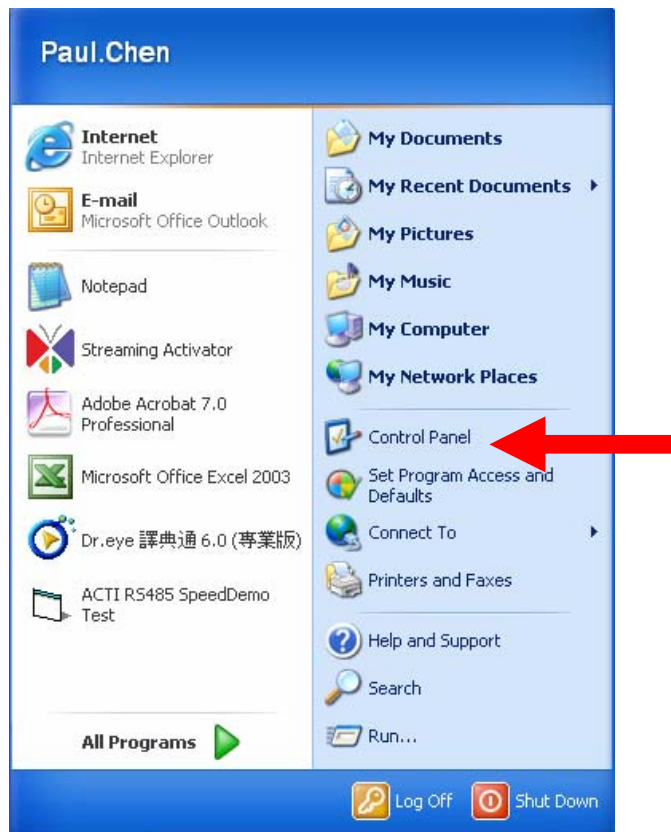 Paul.Chen
Internet
Internet Explorer
E-mail
Microsoft Office Outlook
Notepad
Streaming Activator
Adobe Acrobat 7.0
Professional
Microsoft Office Excel 2003
Dr.eye 譯典通 6.0 (專業版)
ACTI RS485 SpeedDemo
Test
All Programs
My Documents
My Recent Documents
My Pictures
My Music
My Computer
My Network Places
Control Panel
Set Program Access and
Defaults
Connect To
Printers and Faxes
Help and Support
Search
Run...
Log Off
Shut Down